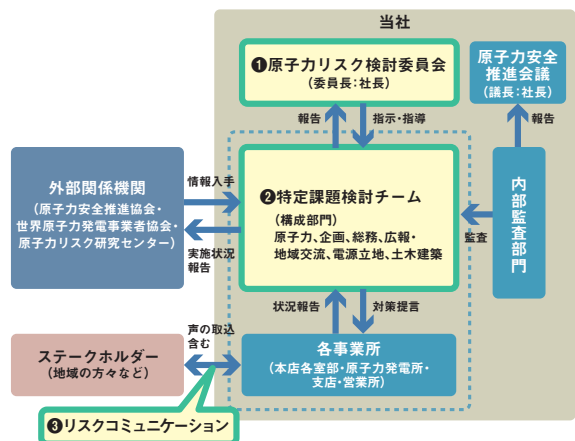 当社
❶原子力リスク検討委員会
(委員長:社長)
原子力安全
推進会議
(議長:社長)
報告
指示・指導
報告
外部関係機関
(原子力安全推進協会・
世界原子力発電事業者協会・
原子力リスク研究センター)
情報入手
実施状況
報告
❷特定課題検討チーム
(構成部門)
原子力、企画、総務、広報・
地域交流、電源立地、土木建築
監査
内部監査部門
状況報告
対策提言
ステークホルダー
(地域の方々など)
声の取込
含む
各事業所
(本店各室部・原子力発電所・
支店・営業所)
❸リスクコミュニケーション